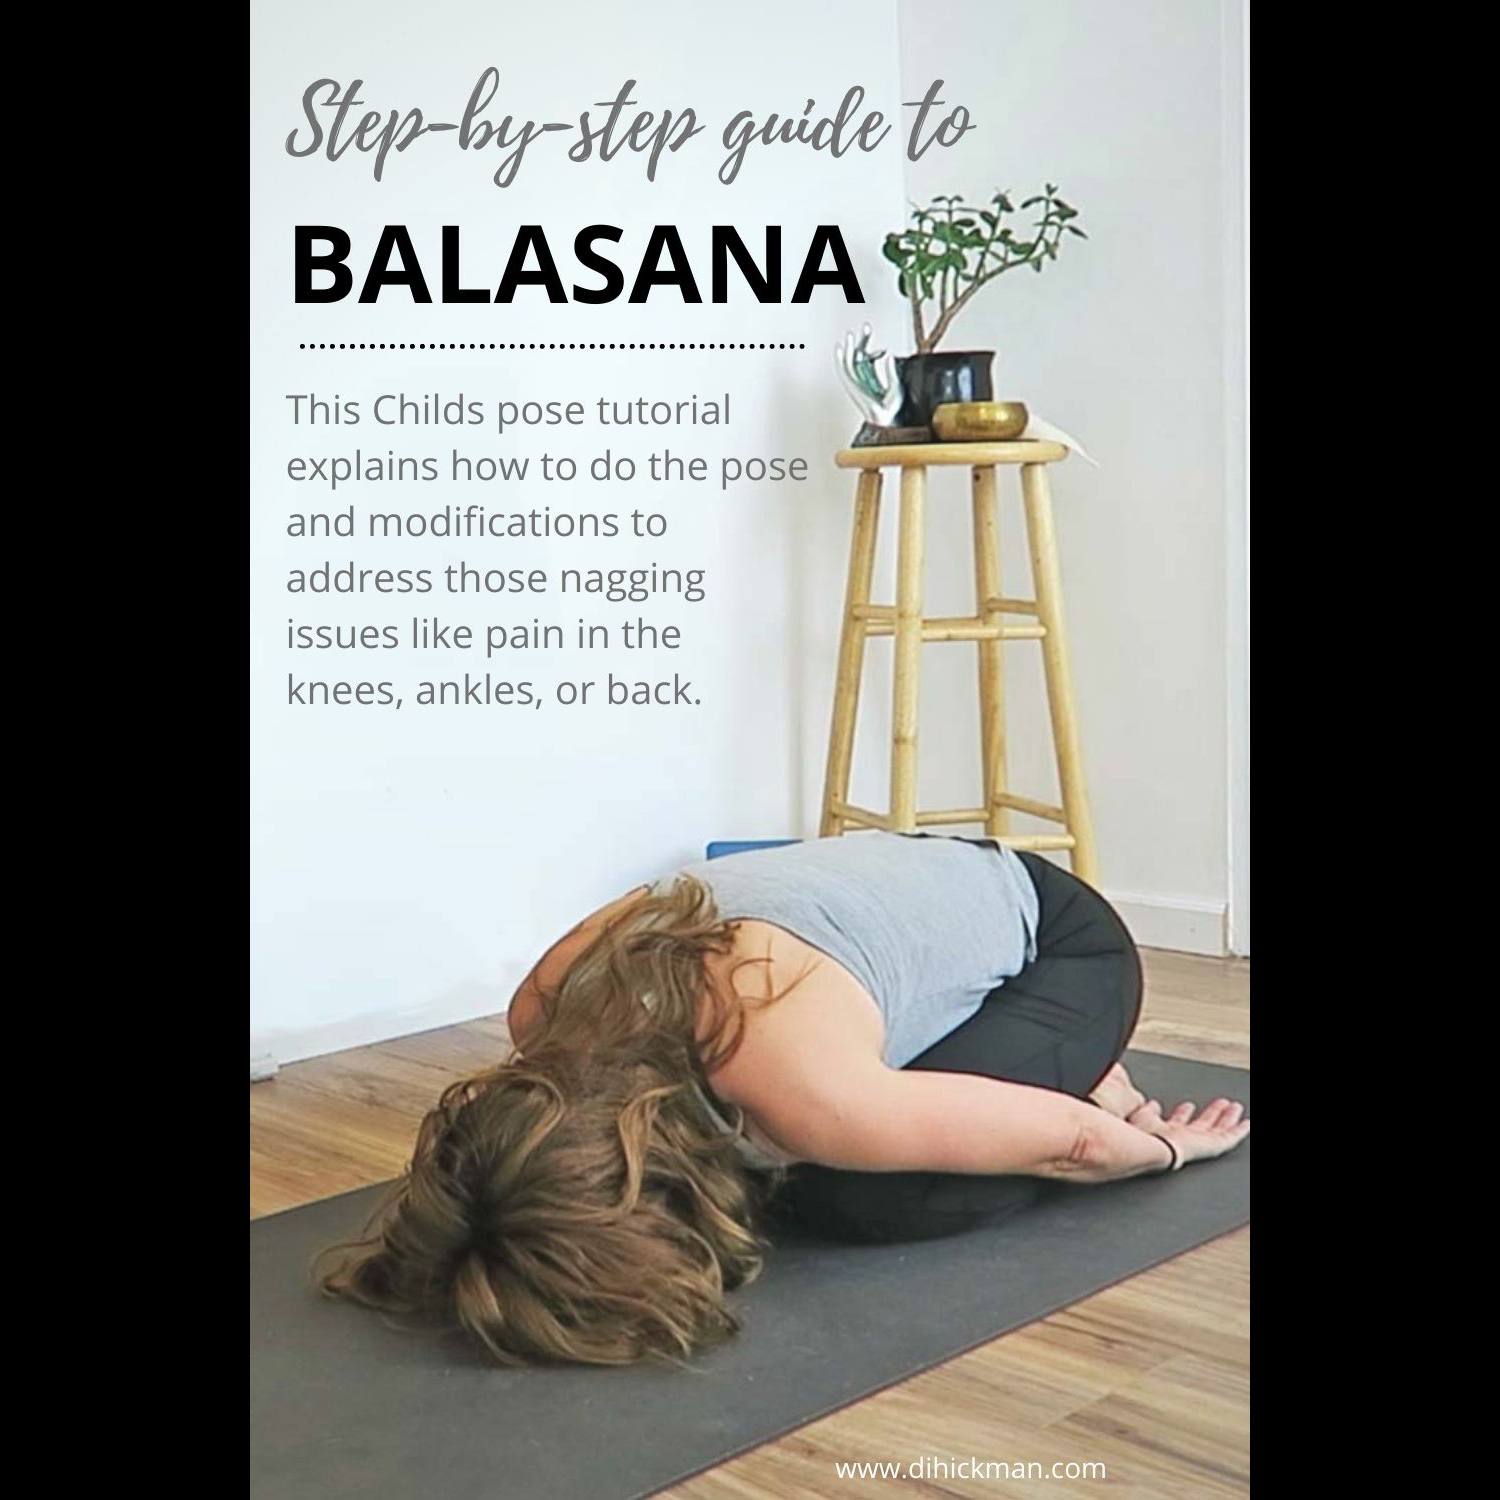 Step-by-step guide to
BALASANA
This Childs pose tutorial
explains how to do the pose
and modifications to
address those nagging
issues like pain in the
knees, ankles, or back.
www.dihickman.com